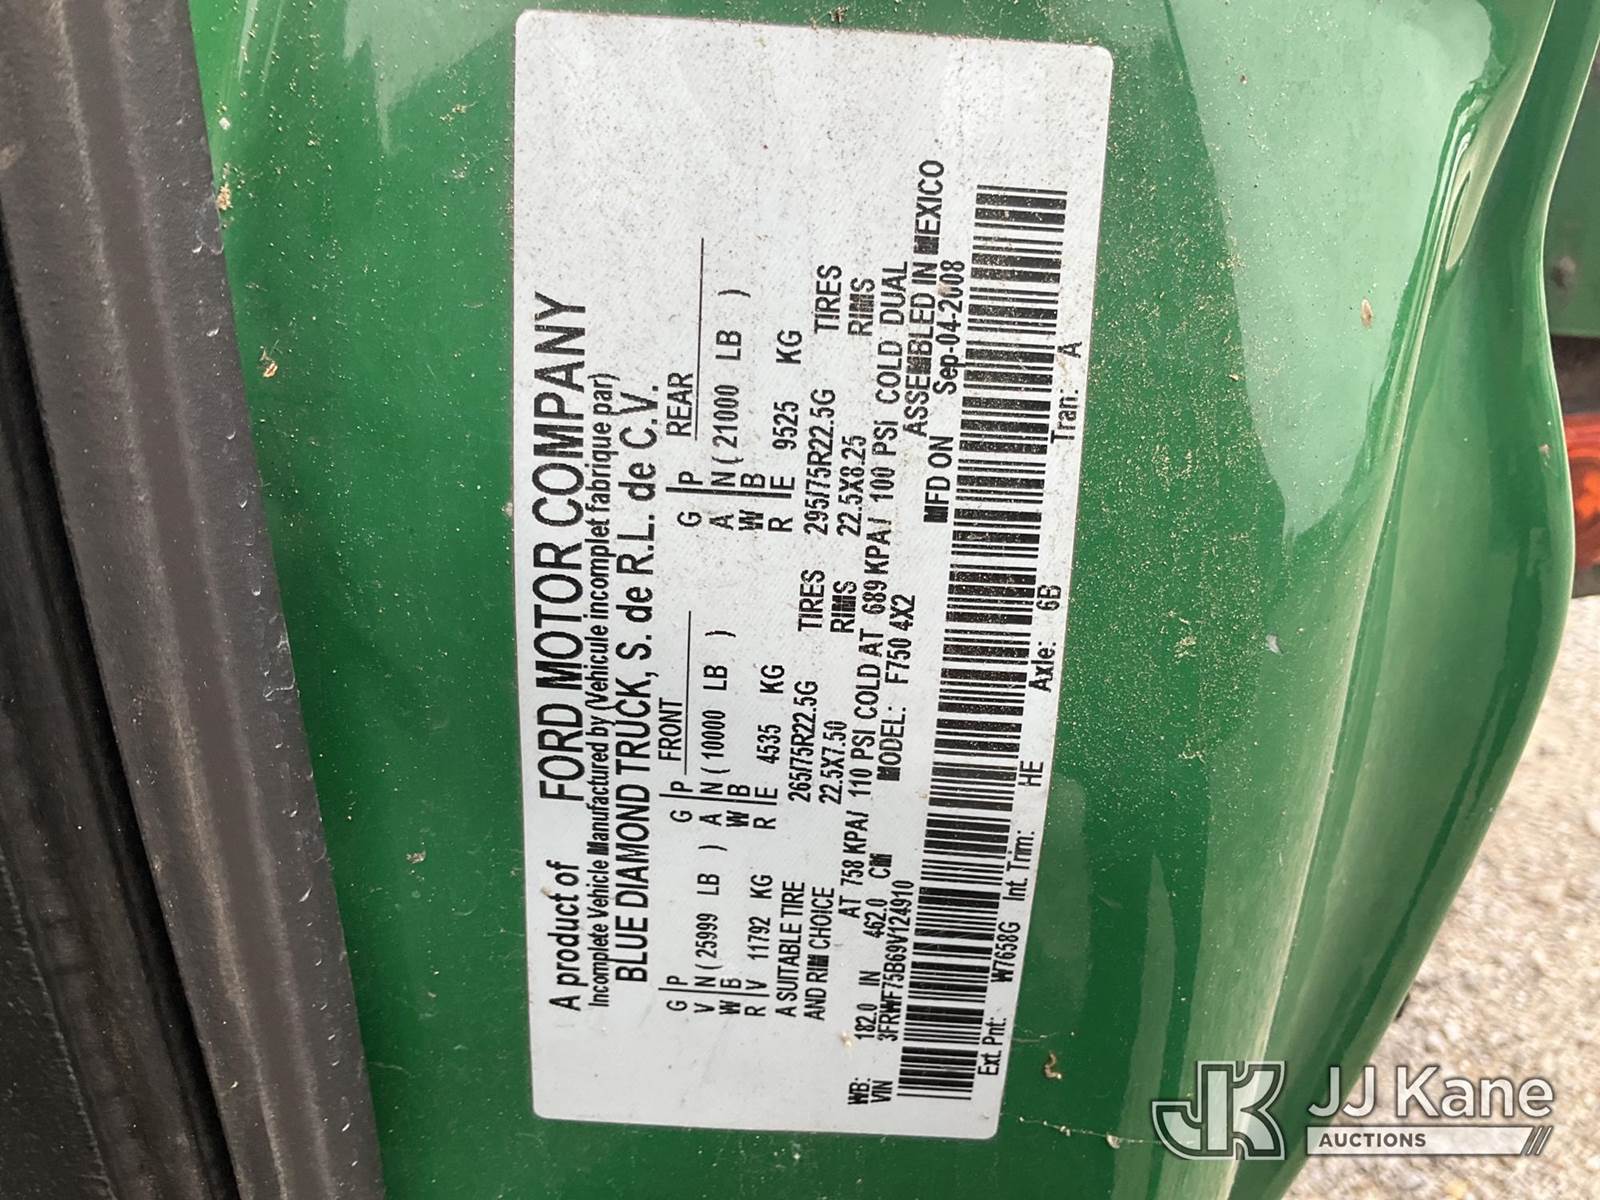 A product of FORD MOTOR COMPANY
Incomplete Vehicle Manufactured by (Vehicule incomplet fabrique par)
BLUE DIAMOND TRUCK, S. de R.L. de C.V.
G P G P FRONT G P REAR
V N (25999 LB ) A N (10000 LB ) A N (21000 LB )
W B W B W B
R V 11792 KG R E 4535 KG R E 9525 KG
A SUITABLE TIRE 265/75R22.5G TIRES 295/75R22.5G TIRES
AND RIM CHOICE 22.5X7.50 RIMS 22.5X8.25 RIMS
AT 758 KPA/ 110 PSI COLD AT 689 KPA/ 100 PSI COLD DUAL
WB: 182.0 IN 462.0 CM MODEL: F750 4X2 ASSEMBLED IN MEXICO
VIN 3FRWF75B69V124910 MFD ON Sep-04-2008
Ext. Pnt: W7658G Int. Trim: HE Axle: 6B Tran.: A
JK JJ Kane
AUCTIONS